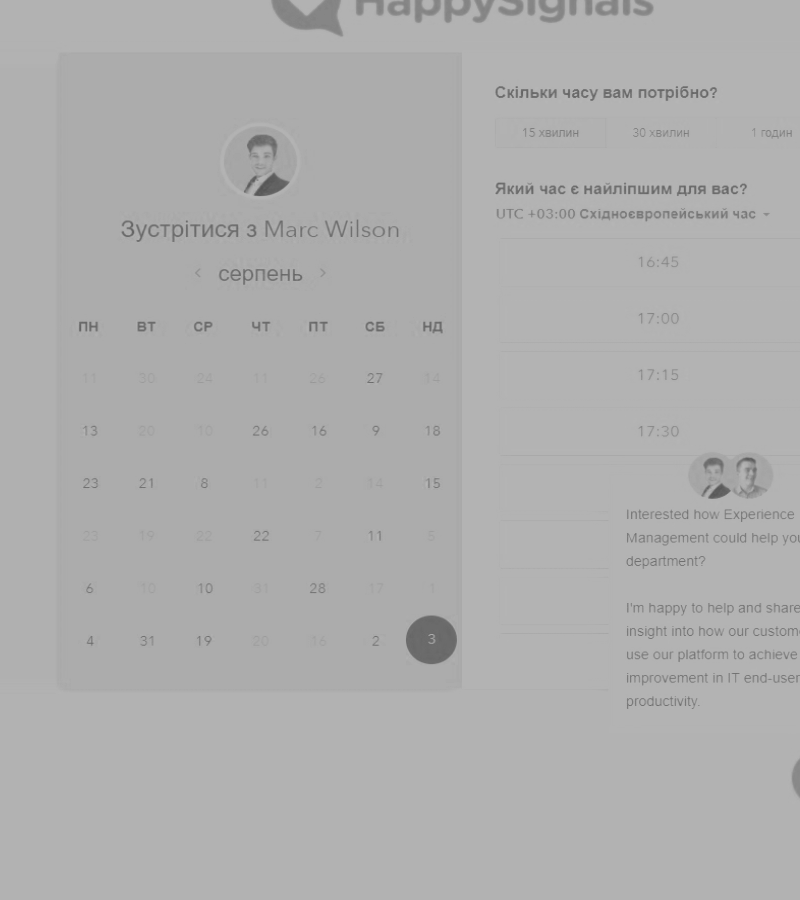 HappySignals
Скільки часу вам потрібно?
15 хвилин 30 хвилин 1 годин
Зустрітися з Marc Wilson
‹ серпень ›
ПН ВТ СР ЧТ ПТ СБ НД
11 30 24 11 26 27 14
13 20 13 26 16 9 18
23 21 8 11 2 14 15
23 19 22 22 7 11 5
6 10 10 31 28 17 1
4 31 19 20 16 2 3
Який час є найліпшим для вас?
UTC +03:00 Східноєвропейський час
16:45
17:00
17:15
17:30
Interested how Experience
Management could help you
department?
I'm happy to help and share
insight into how our custome
use our platform to achieve
improvement in IT end-user
productivity.